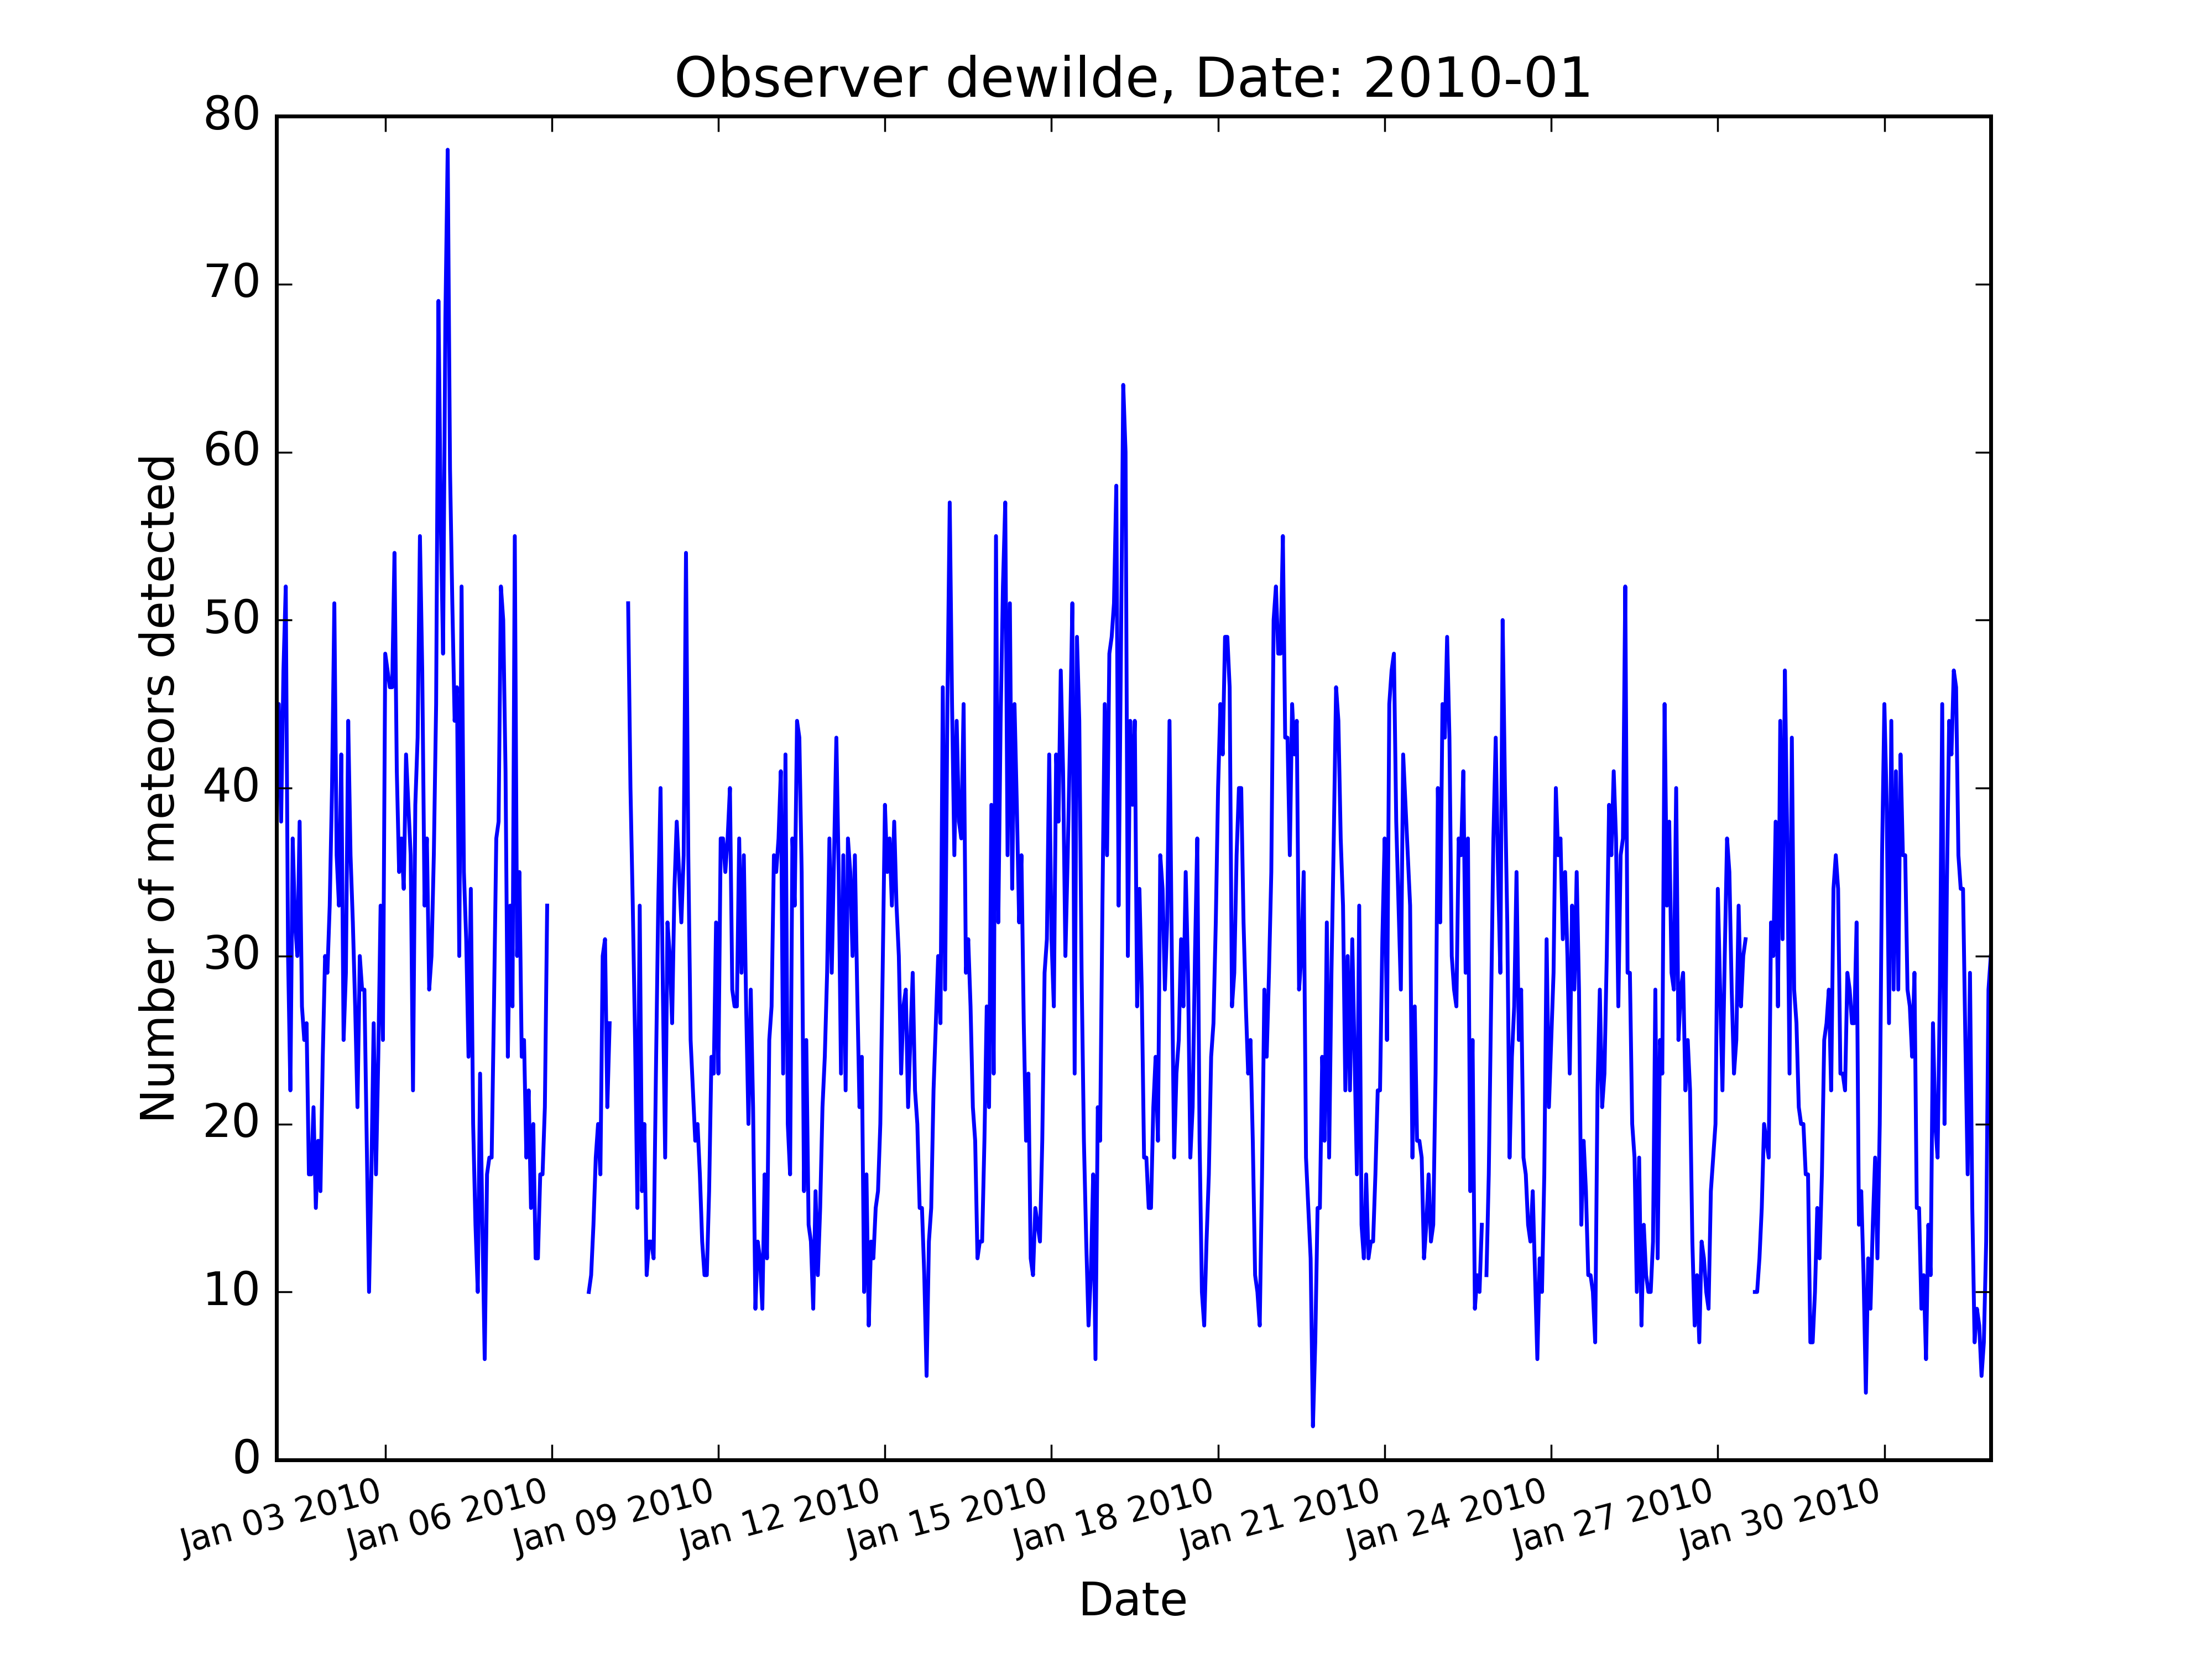 Observer dewilde, Date: 2010-01
Number of meteors detected
80
70
60
50
40
30
20
10
0
Jan 03 2010
Jan 06 2010
Jan 09 2010
Jan 12 2010
Jan 15 2010
Jan 18 2010
Jan 21 2010
Jan 24 2010
Jan 27 2010
Jan 30 2010
Date